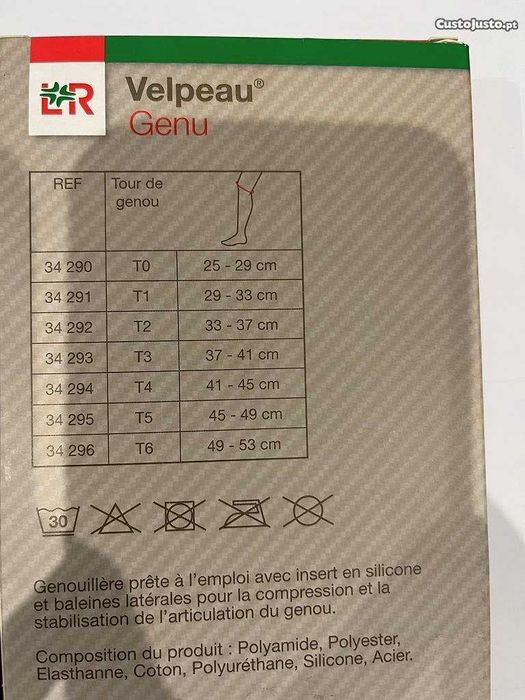 CustoJusto.pt
L R
Velpeau®
Genu
REF Tour de
genou
34 290 T0 25 - 29 cm
34 291 T1 29 - 33 cm
34 292 T2 33 - 37 cm
34 293 T3 37 - 41 cm
34 294 T4 41 - 45 cm
34 295 T5 45 - 49 cm
34 296 T6 49 - 53 cm
30
Genouillère prête à l'emploi avec insert en silicone
et baleines latérales pour la compression et la
stabilisation de l'articulation du genou.
Composition du produit : Polyamide, Polyester,
Elasthanne, Coton, Polyuréthane, Silicone, Acier.